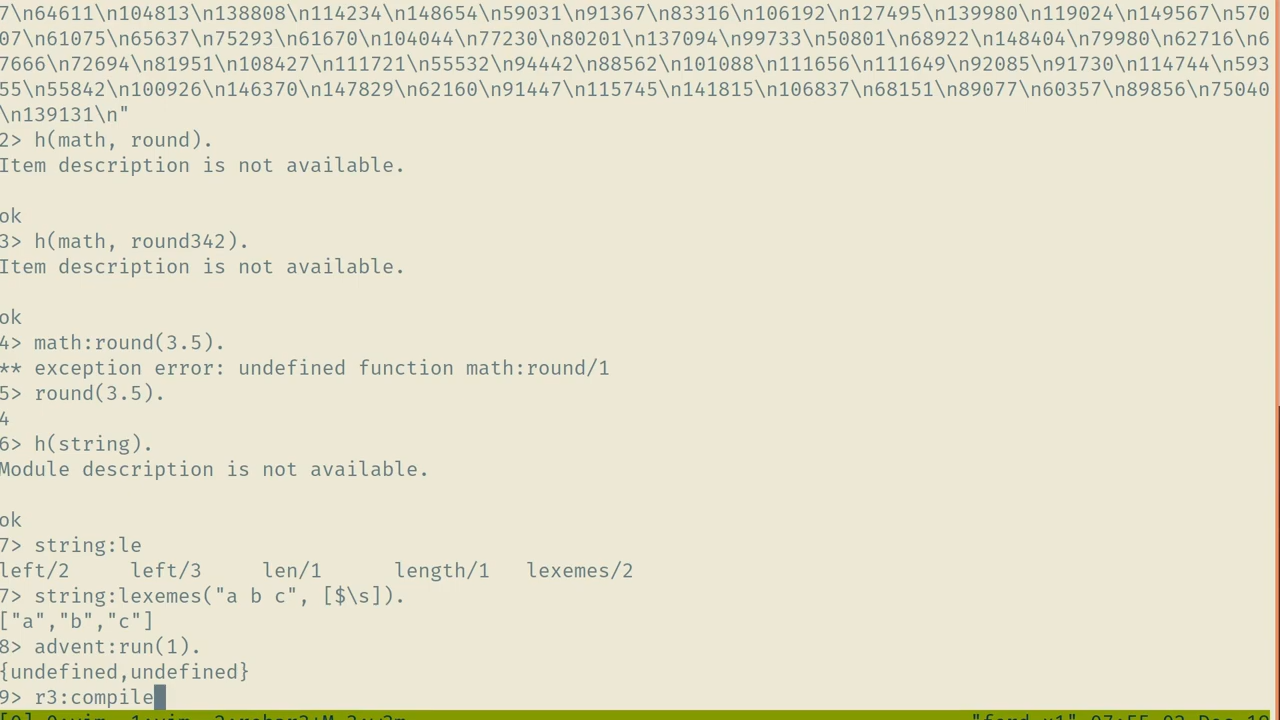 7\n64611\n104813\n138808\n114234\n148654\n59031\n91367\n83316\n106192\n127495\n139980\n119024\n149567\n570
07\n61075\n65637\n75293\n61670\n104044\n77230\n80201\n137094\n99733\n50801\n68922\n148404\n79980\n62716\n6
7666\n72694\n81951\n108427\n111721\n55532\n94442\n88562\n101088\n111656\n111649\n92085\n91730\n114744\n593
55\n55842\n100926\n146370\n147829\n62160\n91447\n115745\n141815\n106837\n68151\n89077\n60357\n89856\n75040
\n139131\n"
2> h(math, round).
Item description is not available.
ok
3> h(math, round342).
Item description is not available.
ok
4> math:round(3.5).
** exception error: undefined function math:round/1
5> round(3.5).
4
6> h(string).
Module description is not available.
ok
7> string:le
left/2 left/3 len/1 length/1 lexemes/2
7> string:lexemes("a b c", [$\s]).
["a","b","c"]
8> advent:run(1).
{undefined,undefined}
9> r3:compile